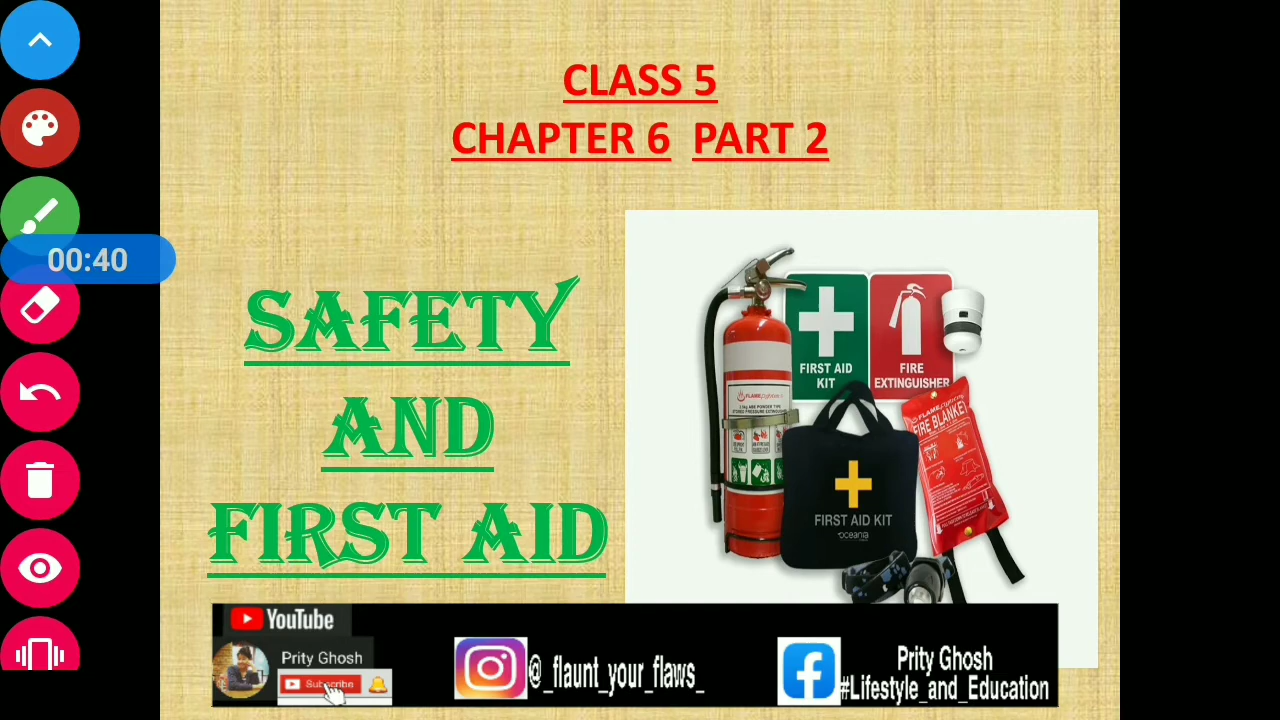 CLASS 5
CHAPTER 6 PART 2
00:40
SAFETY
AND
FIRST AID
FIRST AID
KIT
FIRE
EXTINGUISHER
FIRE BLANKET
FIRST AID KIT
oceania
YouTube
Prity Ghosh
Subscribe
@_flaunt_your_flaws_
Prity Ghosh
#Lifestyle_and_Education